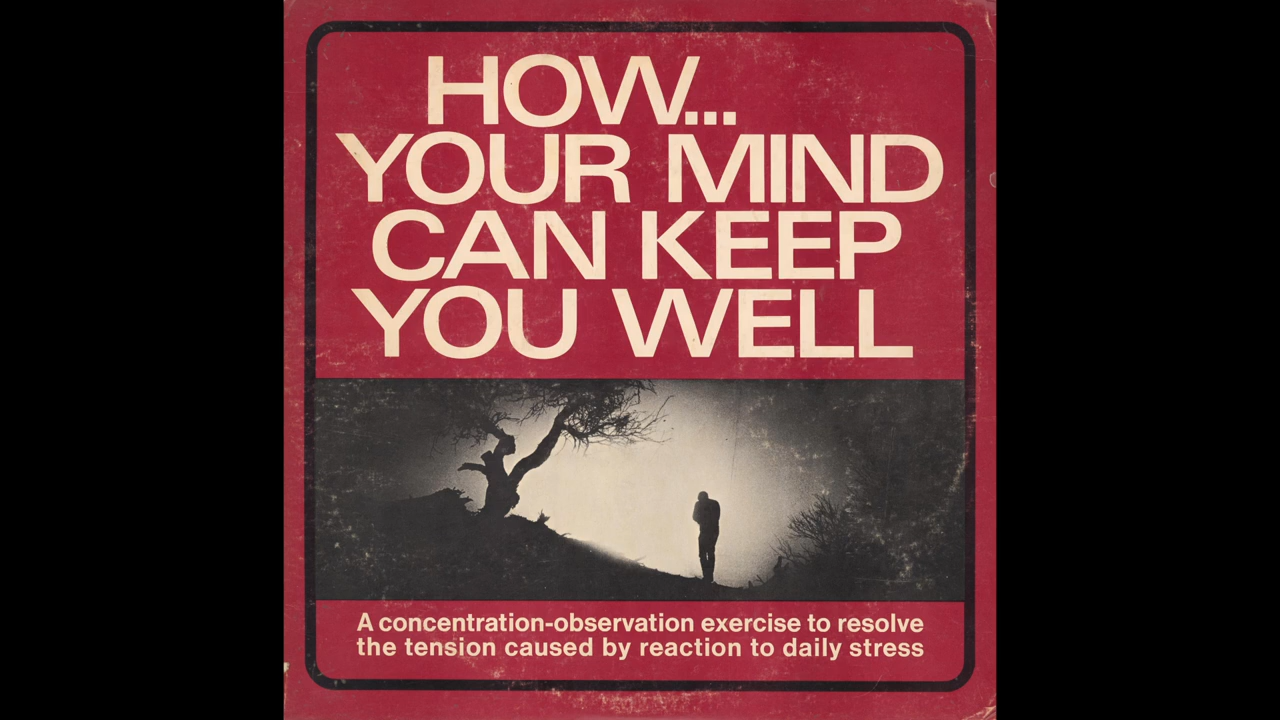 HOW...
YOUR MIND
CAN KEEP
YOU WELL
A concentration-observation exercise to resolve
the tension caused by reaction to daily stress